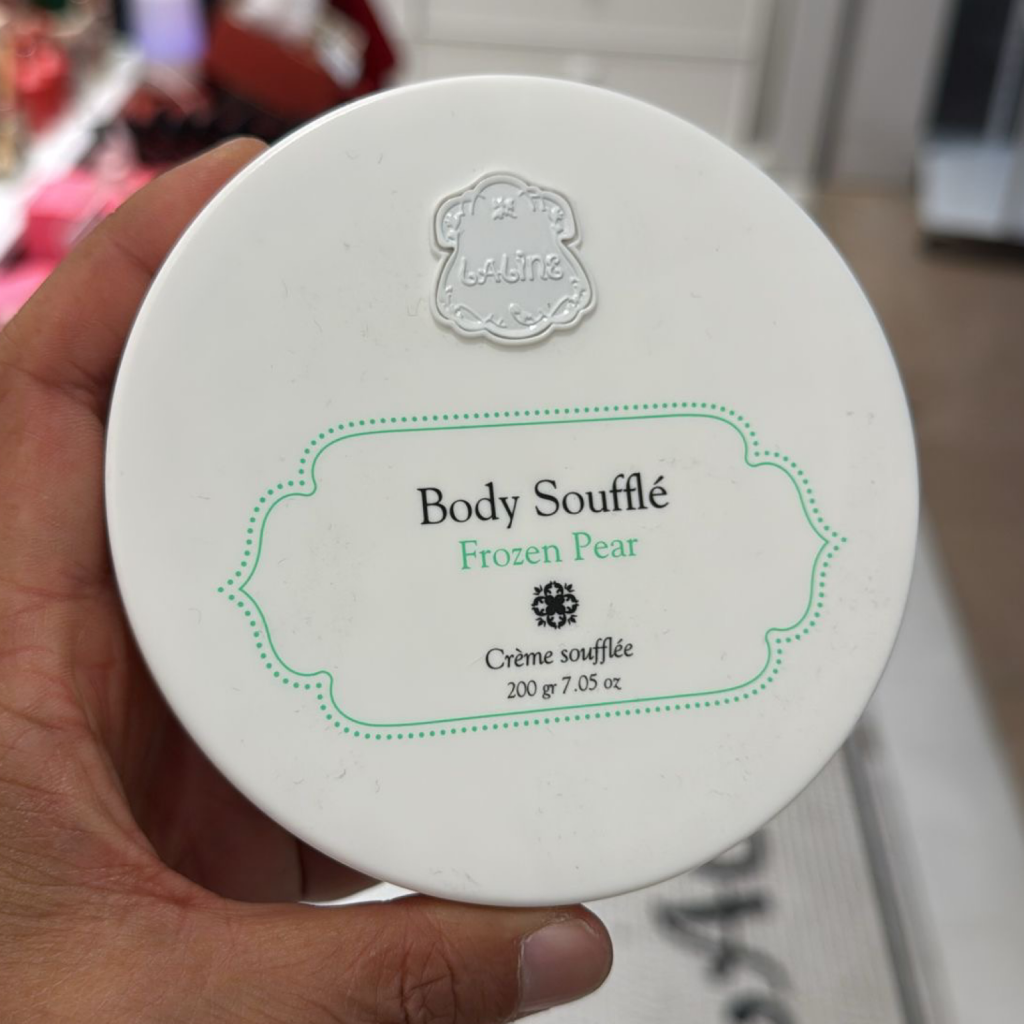 LALINE
Body Soufflé
Frozen Pear
Crème soufflée
200 gr 7.05 oz